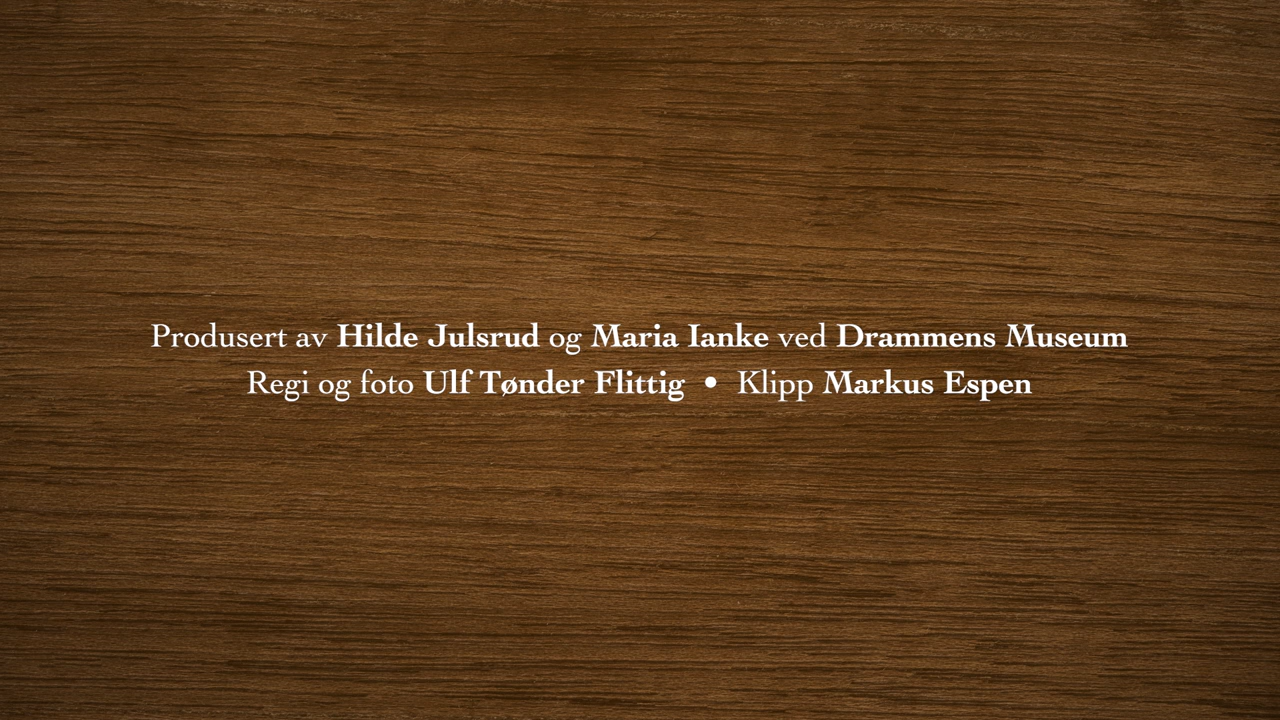 Produsert av Hilde Julsrud og Maria Ianke ved Drammens Museum
Regi og foto Ulf Tønder Flittig • Klipp Markus Espen